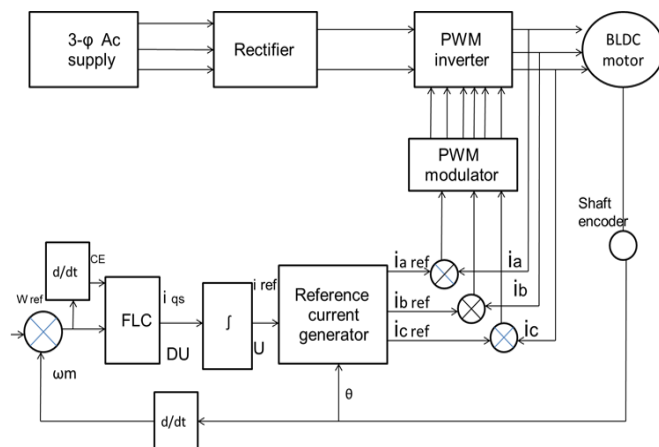 3-φ Ac
supply
Rectifier
PWM
inverter
BLDC
motor
PWM
modulator
Shaft
encoder
d/dt
CE
W ref
FLC
i qs
DU
∫
i ref
U
Reference
current
generator
ia ref
ib ref
ic ref
ia
ib
ic
ωm
d/dt
θ